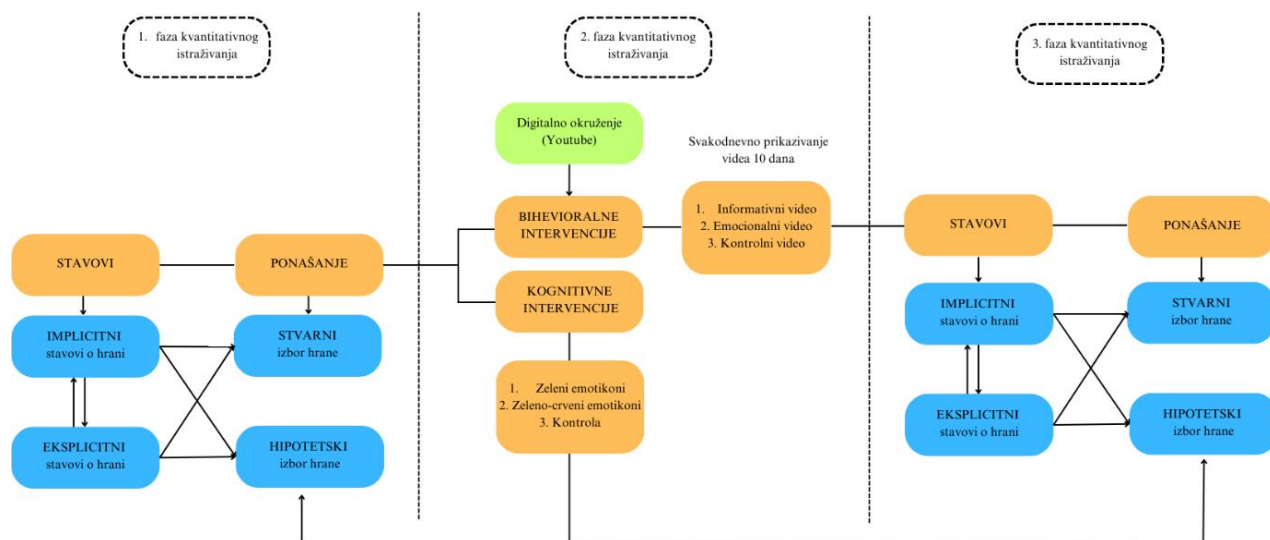 1. faza kvantitativnog
istraživanja
2. faza kvantitativnog
istraživanja
3. faza kvantitativnog
istraživanja
STAVOVI
PONAŠANJE
IMPLICITNI
stavovi o hrani
STVARNI
izbor hrane
EKSPLICITNI
stavovi o hrani
HIPOTETSKI
izbor hrane
Digitalno okruženje
(Youtube)
BIHEVIORALNE
INTERVENCIJE
Svakodnevno prikazivanje
videa 10 dana
1. Informativni video
2. Emocionalni video
3. Kontrolni video
KOGNITIVNE
INTERVENCIJE
1. Zeleni emotikoni
2. Zeleno-crveni emotikoni
3. Kontrola
STAVOVI
PONAŠANJE
IMPLICITNI
stavovi o hrani
STVARNI
izbor hrane
EKSPLICITNI
stavovi o hrani
HIPOTETSKI
izbor hrane